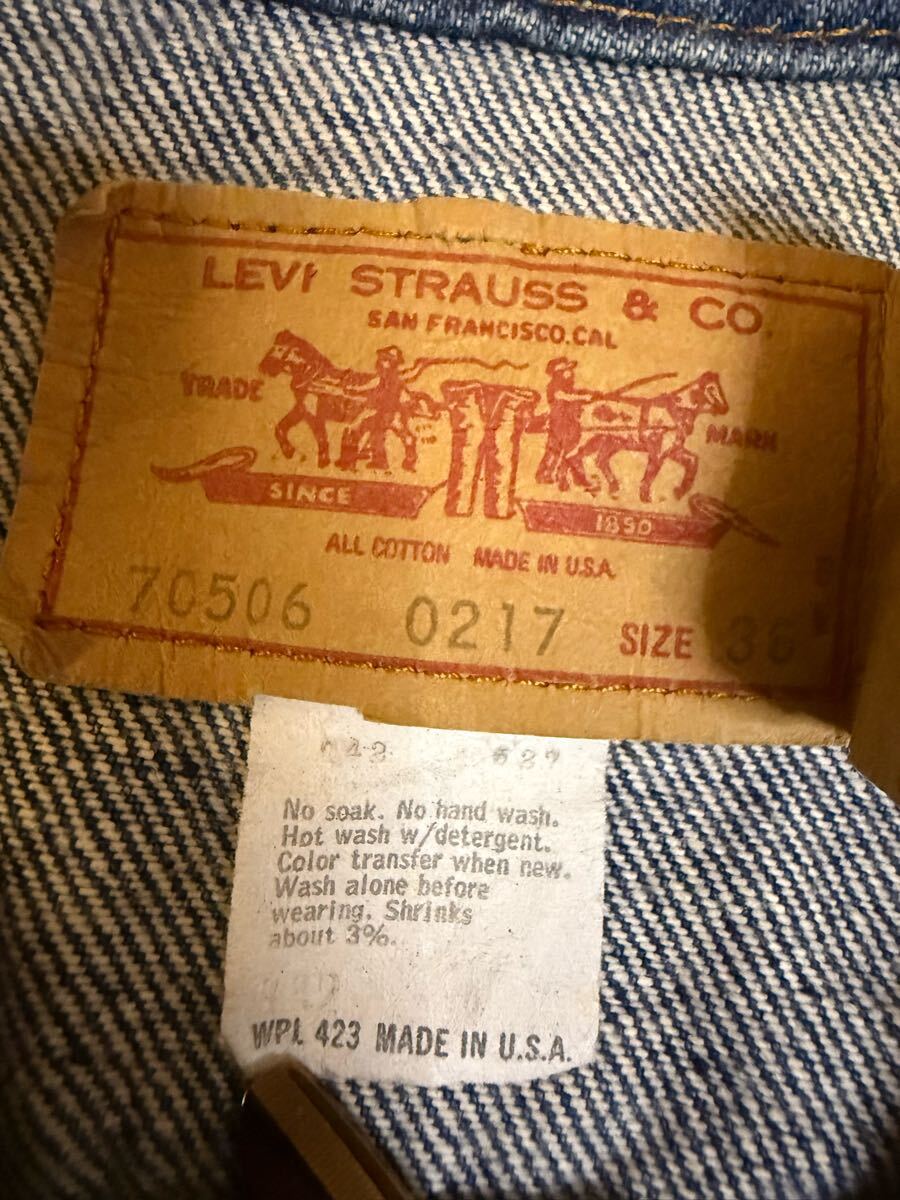 LEVI STRAUSS & CO.
SAN FRANCISCO. CAL
TRADE MARK
SINCE 1850
ALL COTTON MADE IN U.S.A.
70506 0217 SIZE 36
No soak. No hand wash.
Hot wash w/detergent.
Color transfer when new.
Wash alone before
wearing. Shrinks
about 3%.
WPL 423 MADE IN U.S.A.